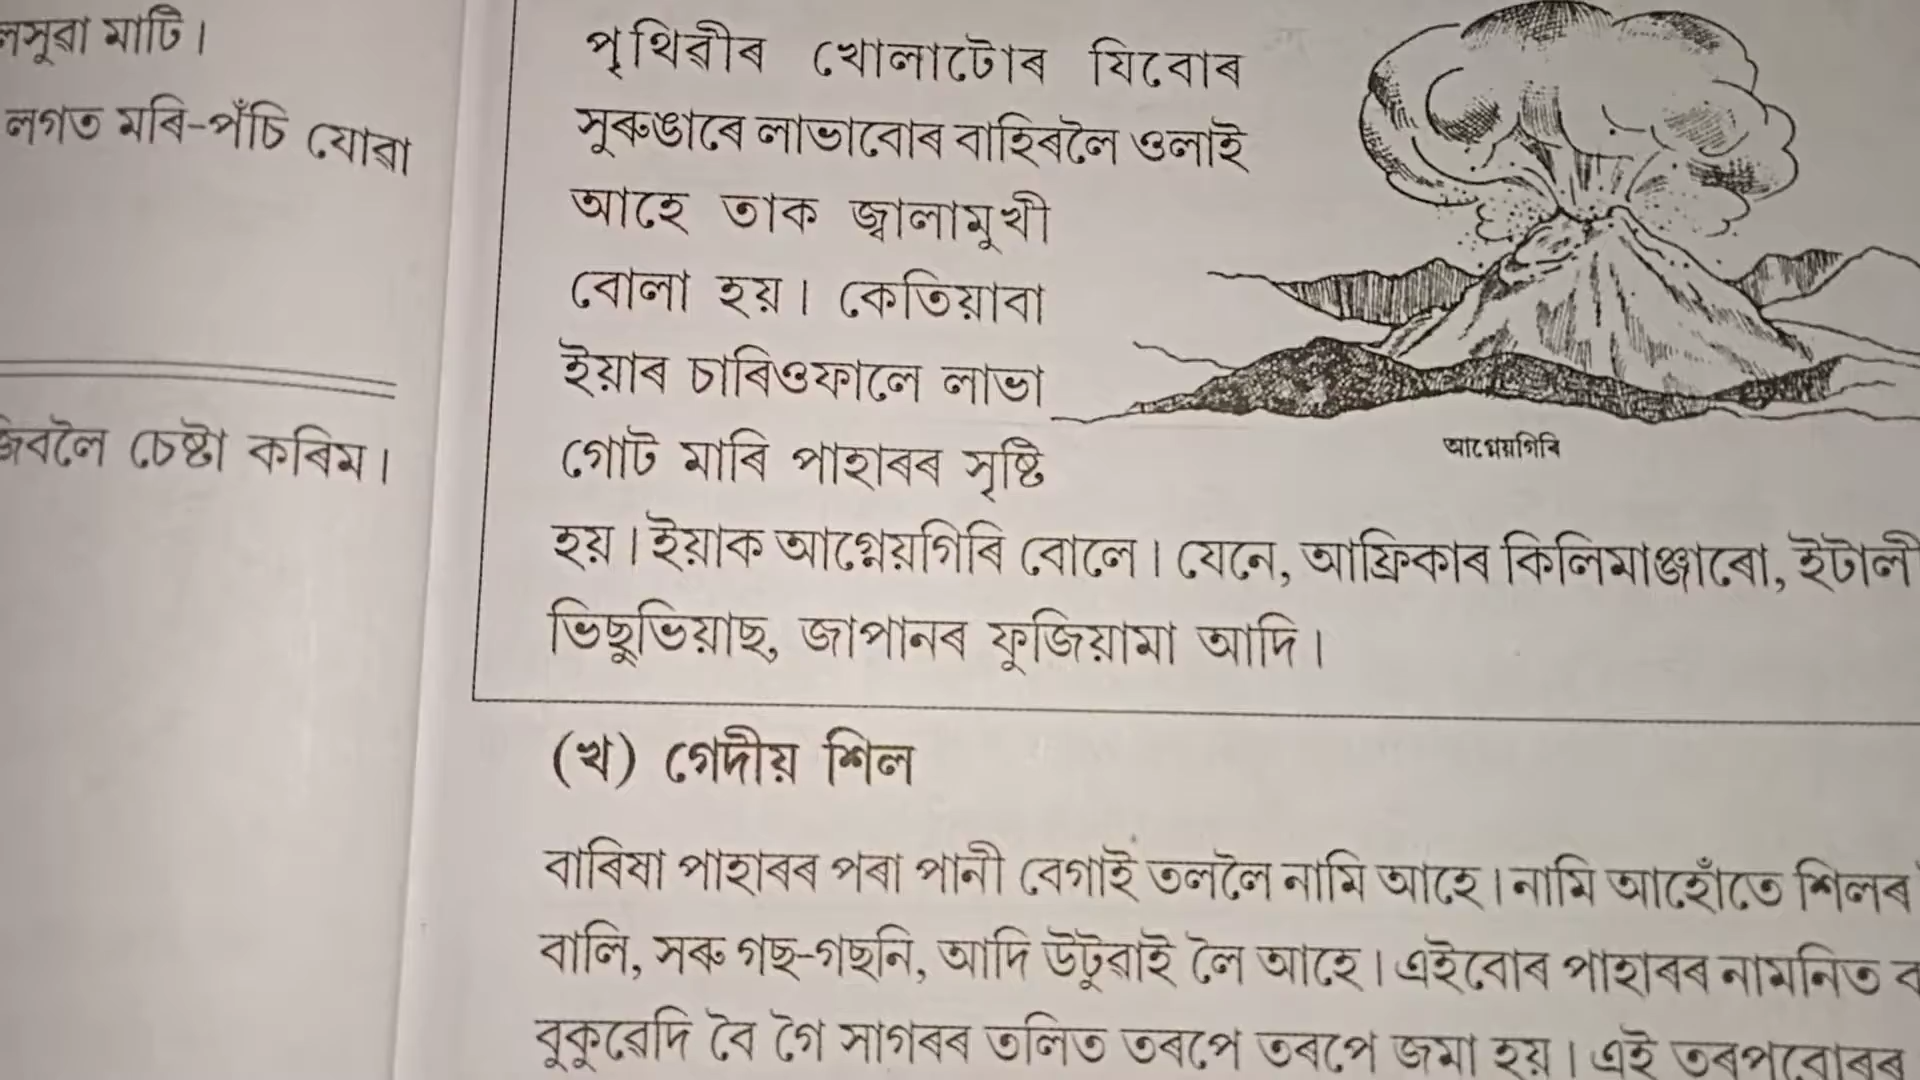 মাটি।
লগত মৰি-পঁচি যোৱা
চেষ্টা কৰিম।
পৃথিৱীৰ খোলাটোৰ যিবোৰ
সুৰুঙাৰে লাভাবোৰ বাহিৰলৈ ওলাই
আহে তাক জ্বালামুখী
বোলা হয়। কেতিয়াবা
ইয়াৰ চাৰিওফালে লাভা
গোট মাৰি পাহাৰৰ সৃষ্টি
হয়। ইয়াক আগ্নেয়গিৰি বোলে। যেনে, আফ্ৰিকাৰ কিলিমাঞ্জাৰো, ইটালী
ভিছুভিয়াছ, জাপানৰ ফুজিয়ামা আদি।
আগ্নেয়গিৰি
(খ) গেদীয় শিল
বাৰিষা পাহাৰৰ পৰা পানী বেগাই তললৈ নামি আহে। নামি আহোঁতে শিলৰ
বালি, সৰু গছ-গছনি, আদি উটুৱাই লৈ আহে। এইবোৰ পাহাৰৰ নামনিত
বুকুৱেদি বৈ গৈ সাগৰৰ তলিত তৰপে তৰপে জমা হয়। এই তৰপবোৰৰ